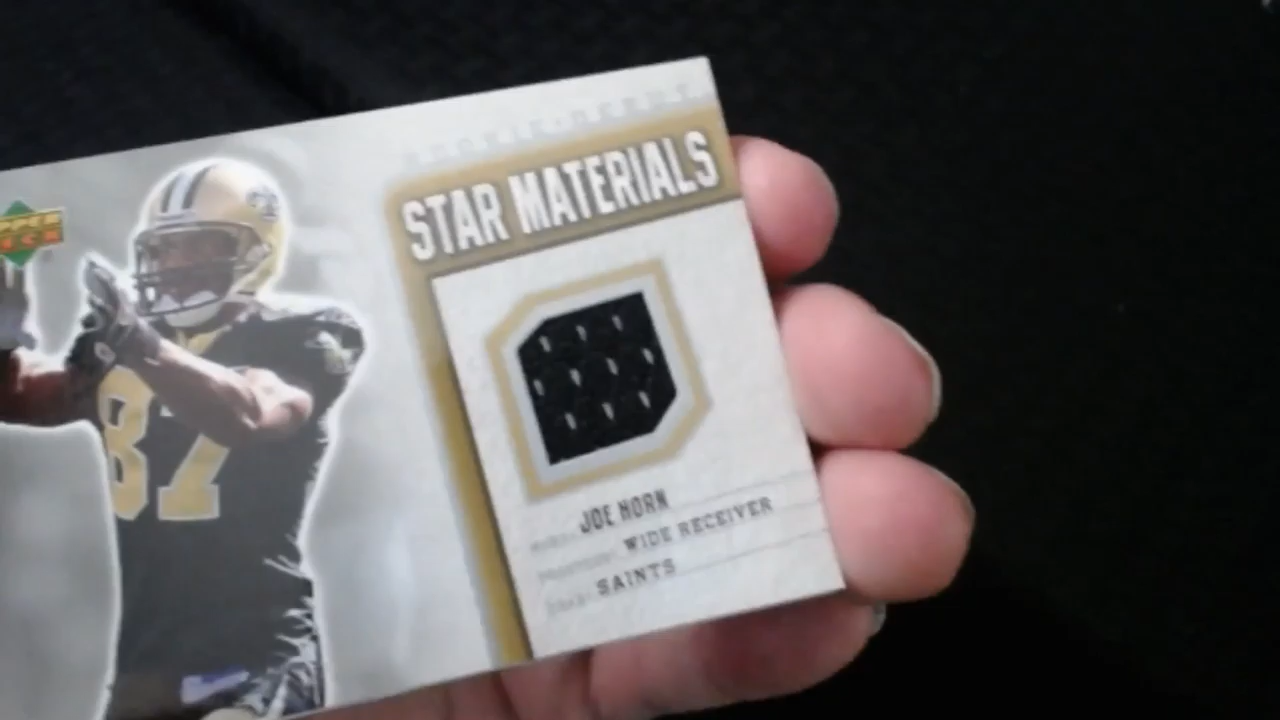 UPPER
DECK
STAR MATERIALS
87
JOE HORN
WIDE RECEIVER
SAINTS